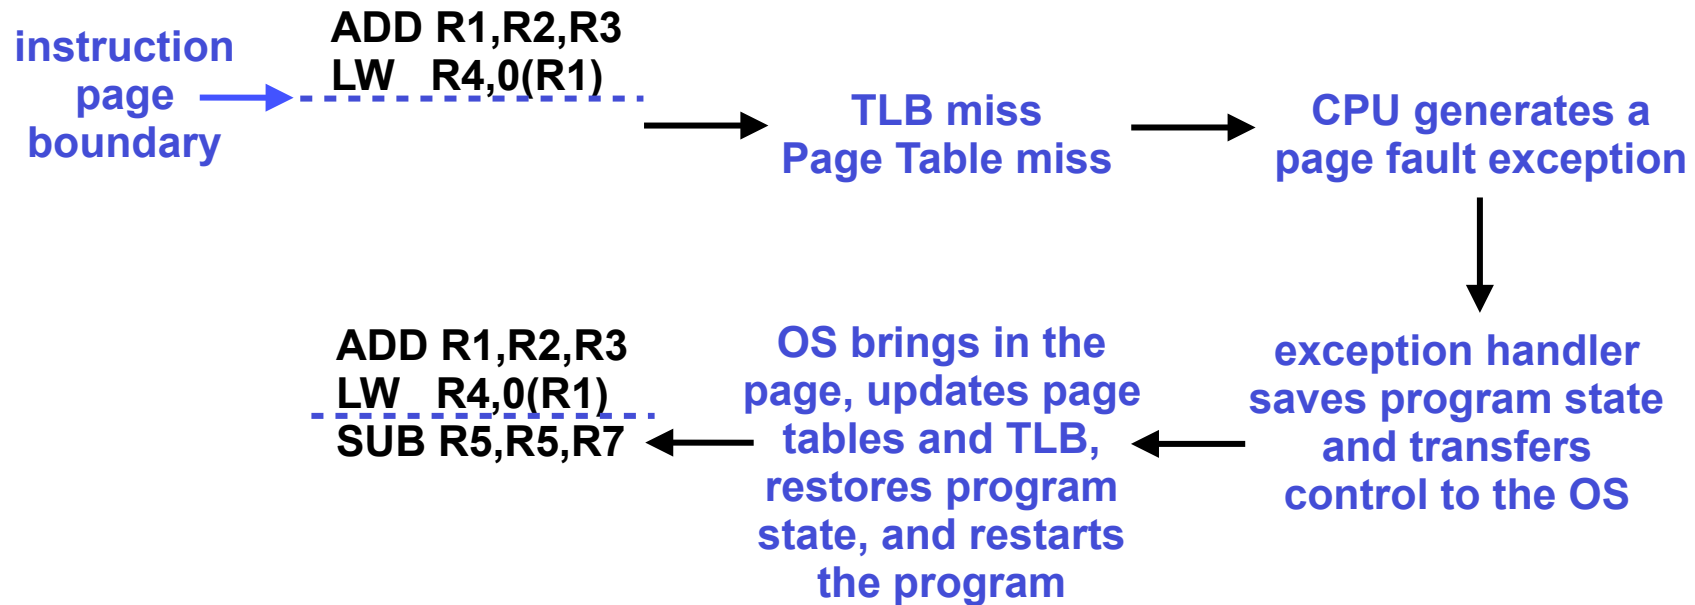 instruction
page
boundary
ADD R1,R2,R3
LW R4,0(R1)
TLB miss
Page Table miss
CPU generates a
page fault exception
exception handler
saves program state
and transfers
control to the OS
OS brings in the
page, updates page
tables and TLB,
restores program
state, and restarts
the program
ADD R1,R2,R3
LW R4,0(R1)
SUB R5,R5,R7